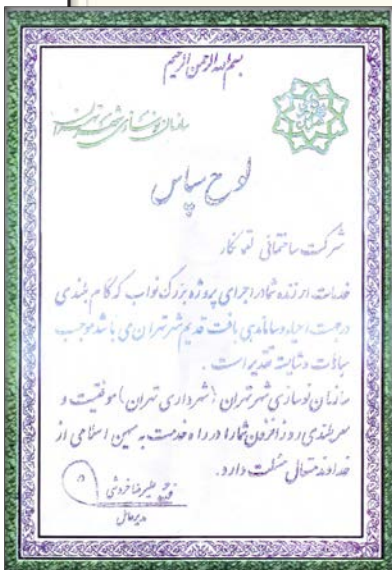 بسم الله الرحمن الرحیم
سازمان نوسازی شهر تهران
لوح سپاس
شرکت ساختمانی
خدمات ارزنده شما در اجرای پروژه بزرگ نواب که گام بلندی
در جهت احیاء و ساماندهی بافت قدیم شهر تهران می باشد موجب
مباهات و شایسته تقدیر است .
سازمان نوسازی شهر تهران (شهرداری تهران) موفقیت و
سربلندی روز افزون شما را در راه خدمت به میهن اسلامی از
خداوند متعال مسئلت دارد .
علیرضا
مدیرعامل